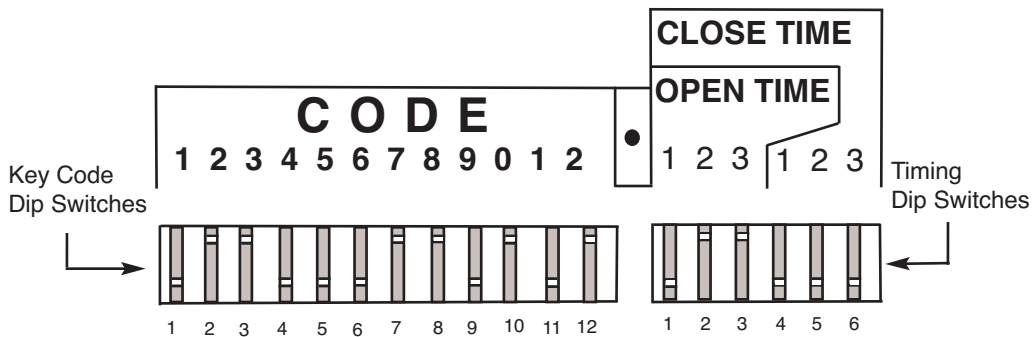 CLOSE TIME
OPEN TIME
CODE
1 2 3 4 5 6 7 8 9 0 1 2
1 2 3 1 2 3
Key Code
Dip Switches
Timing
Dip Switches
1 2 3 4 5 6 7 8 9 10 11 12
1 2 3 4 5 6